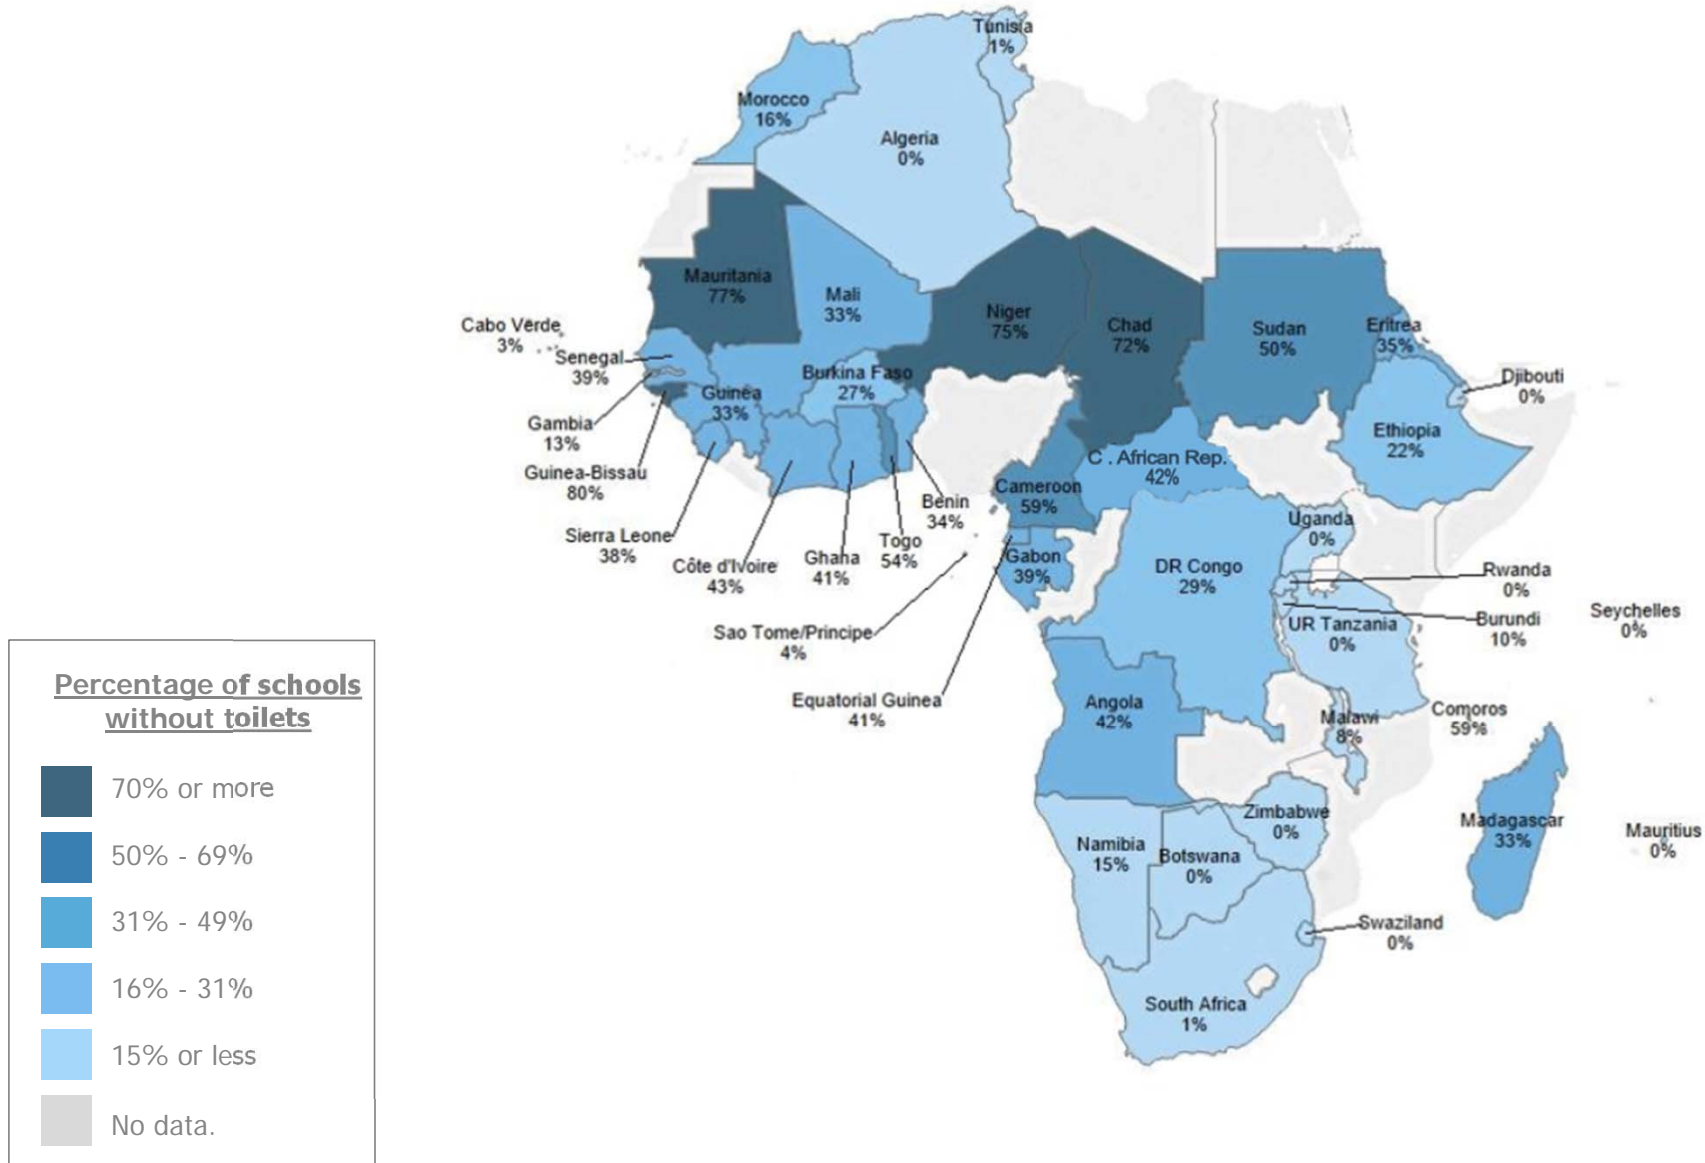 Tunisia
1%
Morocco
16%
Algeria
0%
Mauritania
77%
Mali
33%
Niger
75%
Chad
72%
Sudan
50%
Eritrea
35%
Cabo Verde
3%
Senegal
39%
Burkina Faso
27%
Guinea
33%
Djibouti
0%
Gambia
13%
Ethiopia
22%
Guinea-Bissau
80%
C . African Rep.
42%
Cameroon
59%
Benin
34%
Sierra Leone
38%
Côte d'Ivoire
43%
Ghana
41%
Togo
54%
Uganda
0%
Gabon
39%
DR Congo
29%
Rwanda
0%
Burundi
10%
Seychelles
0%
UR Tanzania
0%
Sao Tome/Principe
4%
Equatorial Guinea
41%
Angola
42%
Malawi
8%
Comoros
59%
Zimbabwe
0%
Madagascar
33%
Mauritius
0%
Namibia
15%
Botswana
0%
Swaziland
0%
South Africa
1%
Percentage of schools
without toilets
70% or more
50% - 69%
31% - 49%
16% - 31%
15% or less
No data.